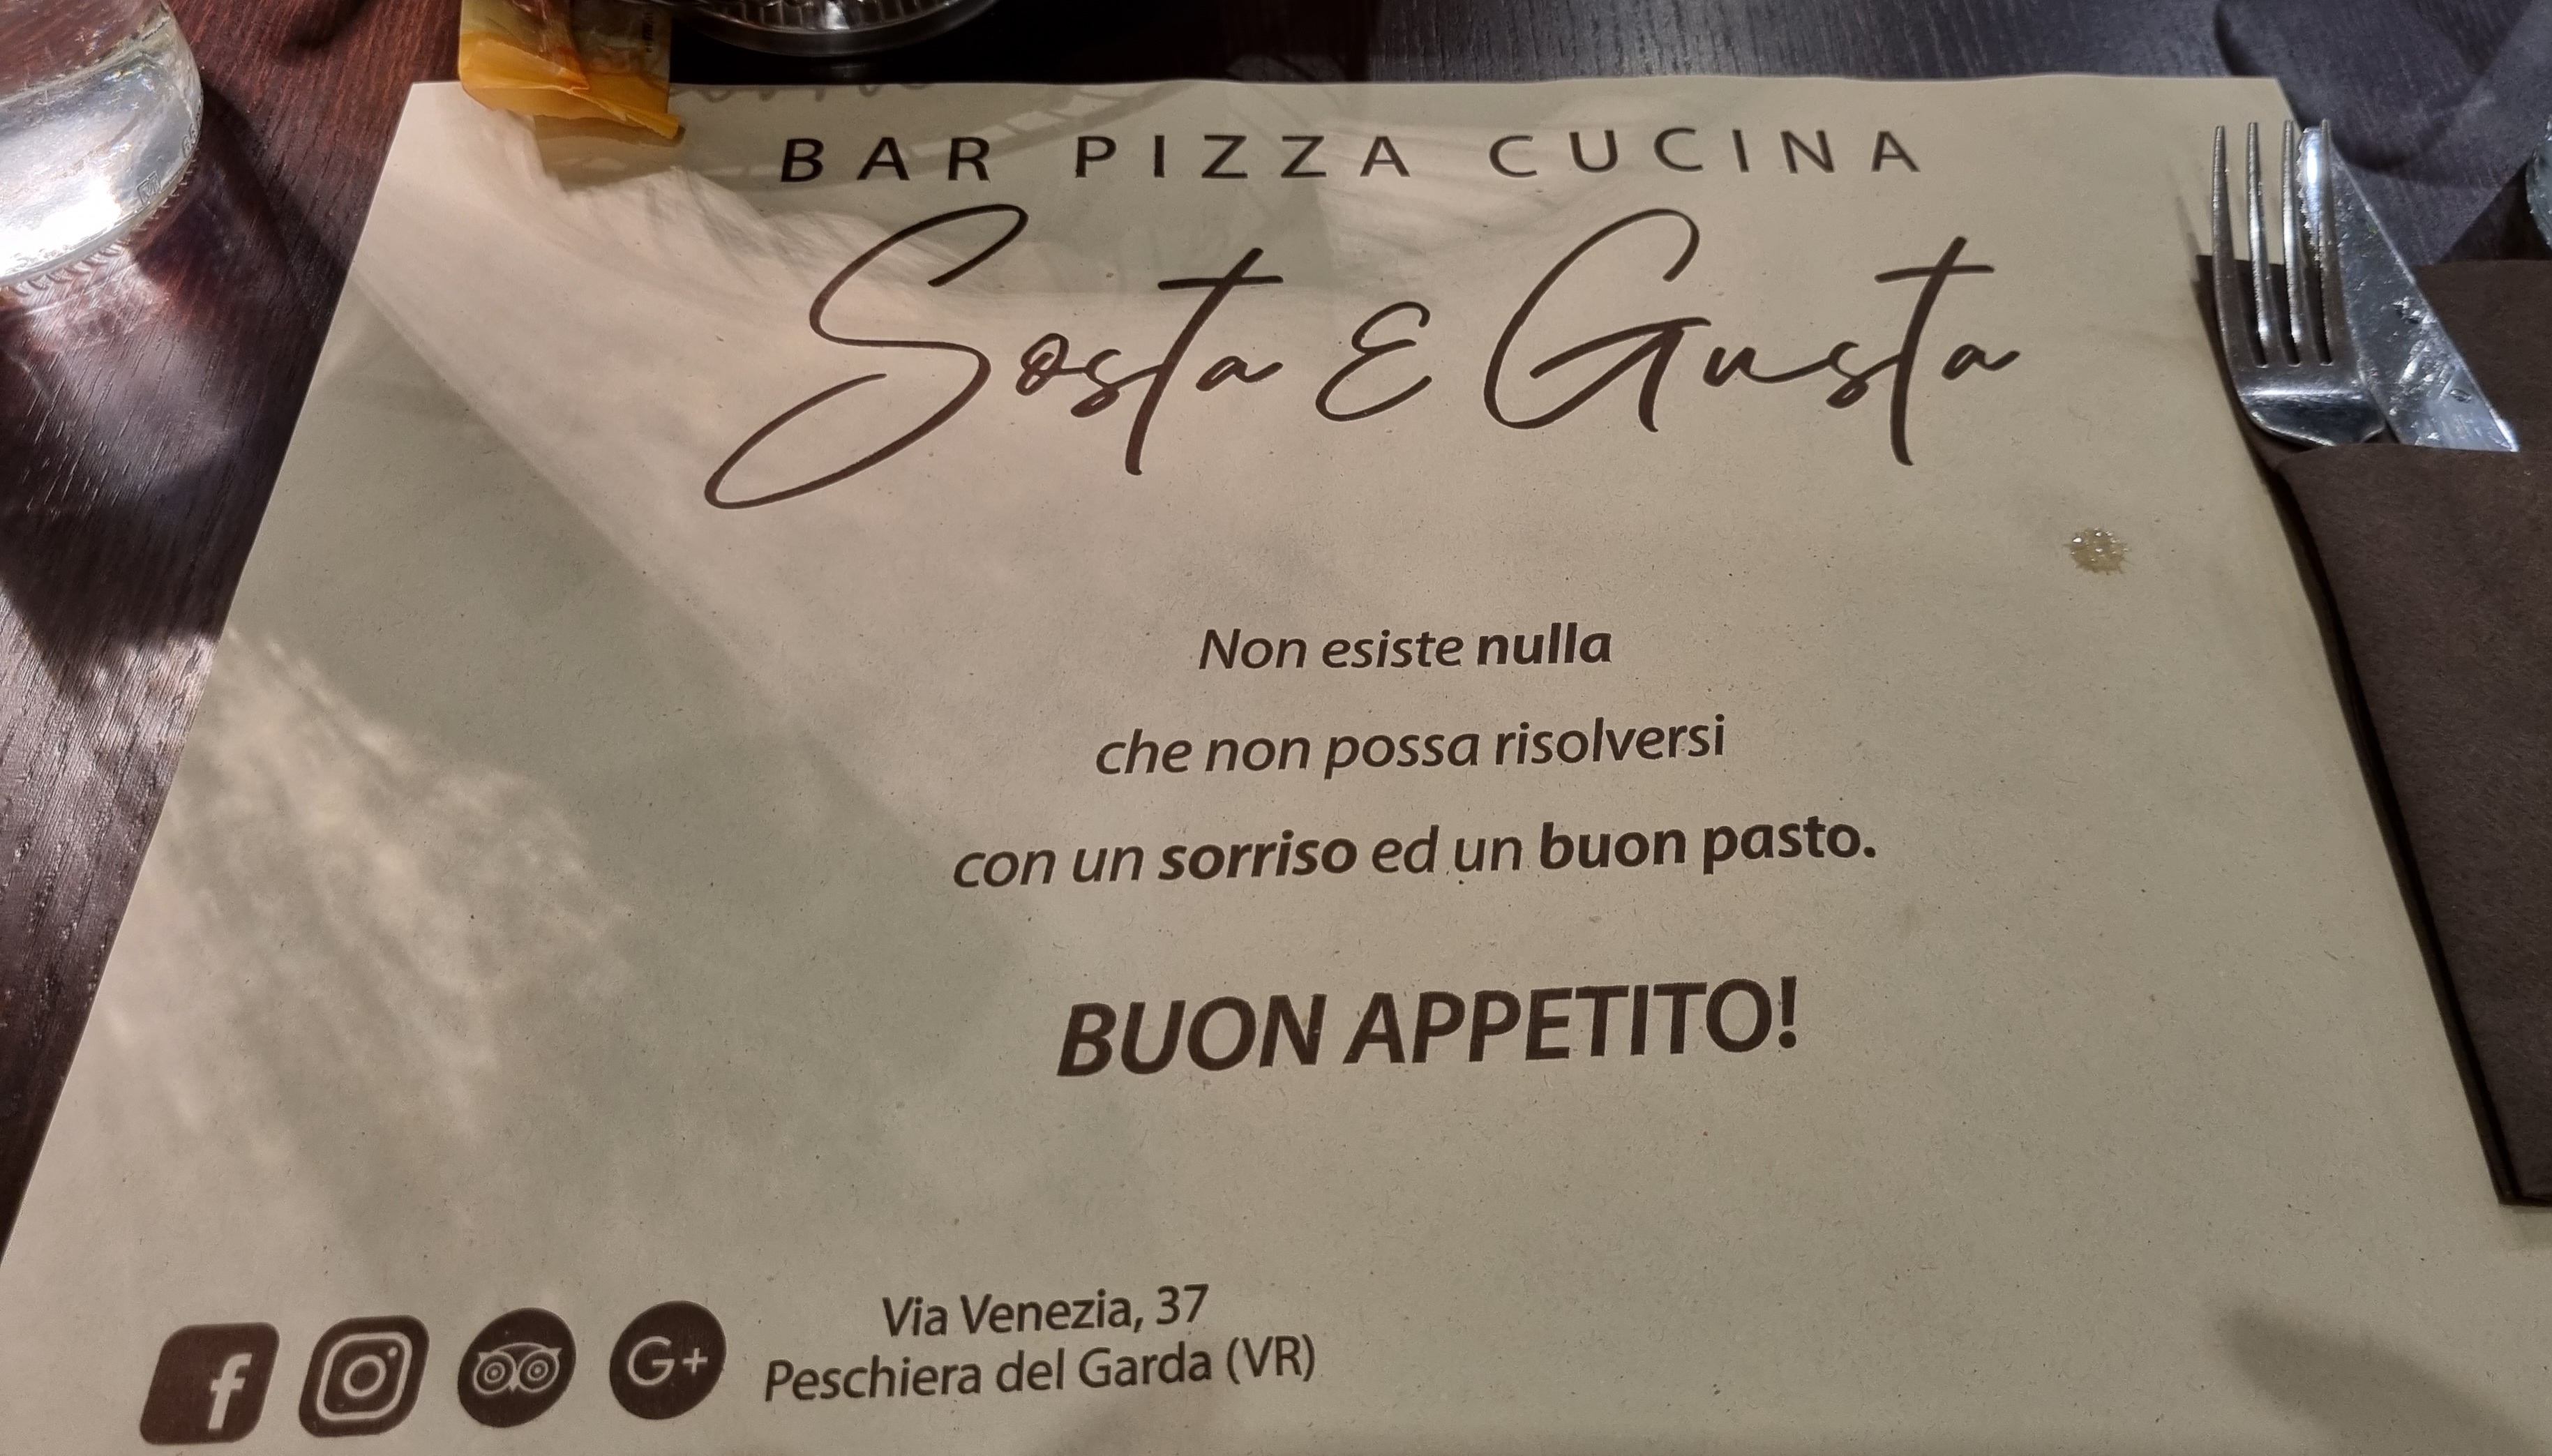 BAR PIZZA CUCINA
Sosta E Gusta
Non esiste nulla
che non possa risolversi
con un sorriso ed un buon pasto.
BUON APPETITO!
f
G+
Via Venezia, 37
Peschiera del Garda (VR)